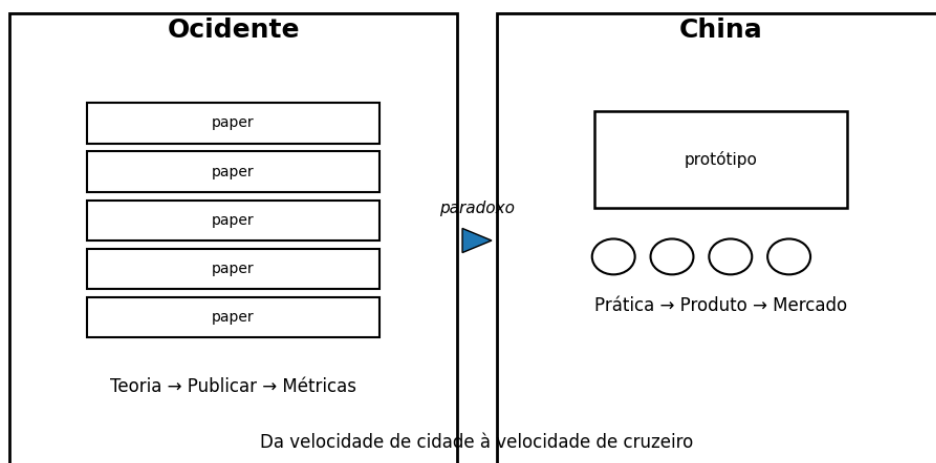 Ocidente
paper
paper
paper
paper
paper
Teoria → Publicar → Métricas
paradoxo
China
protótipo
Prática → Produto → Mercado
Da velocidade de cidade à velocidade de cruzeiro